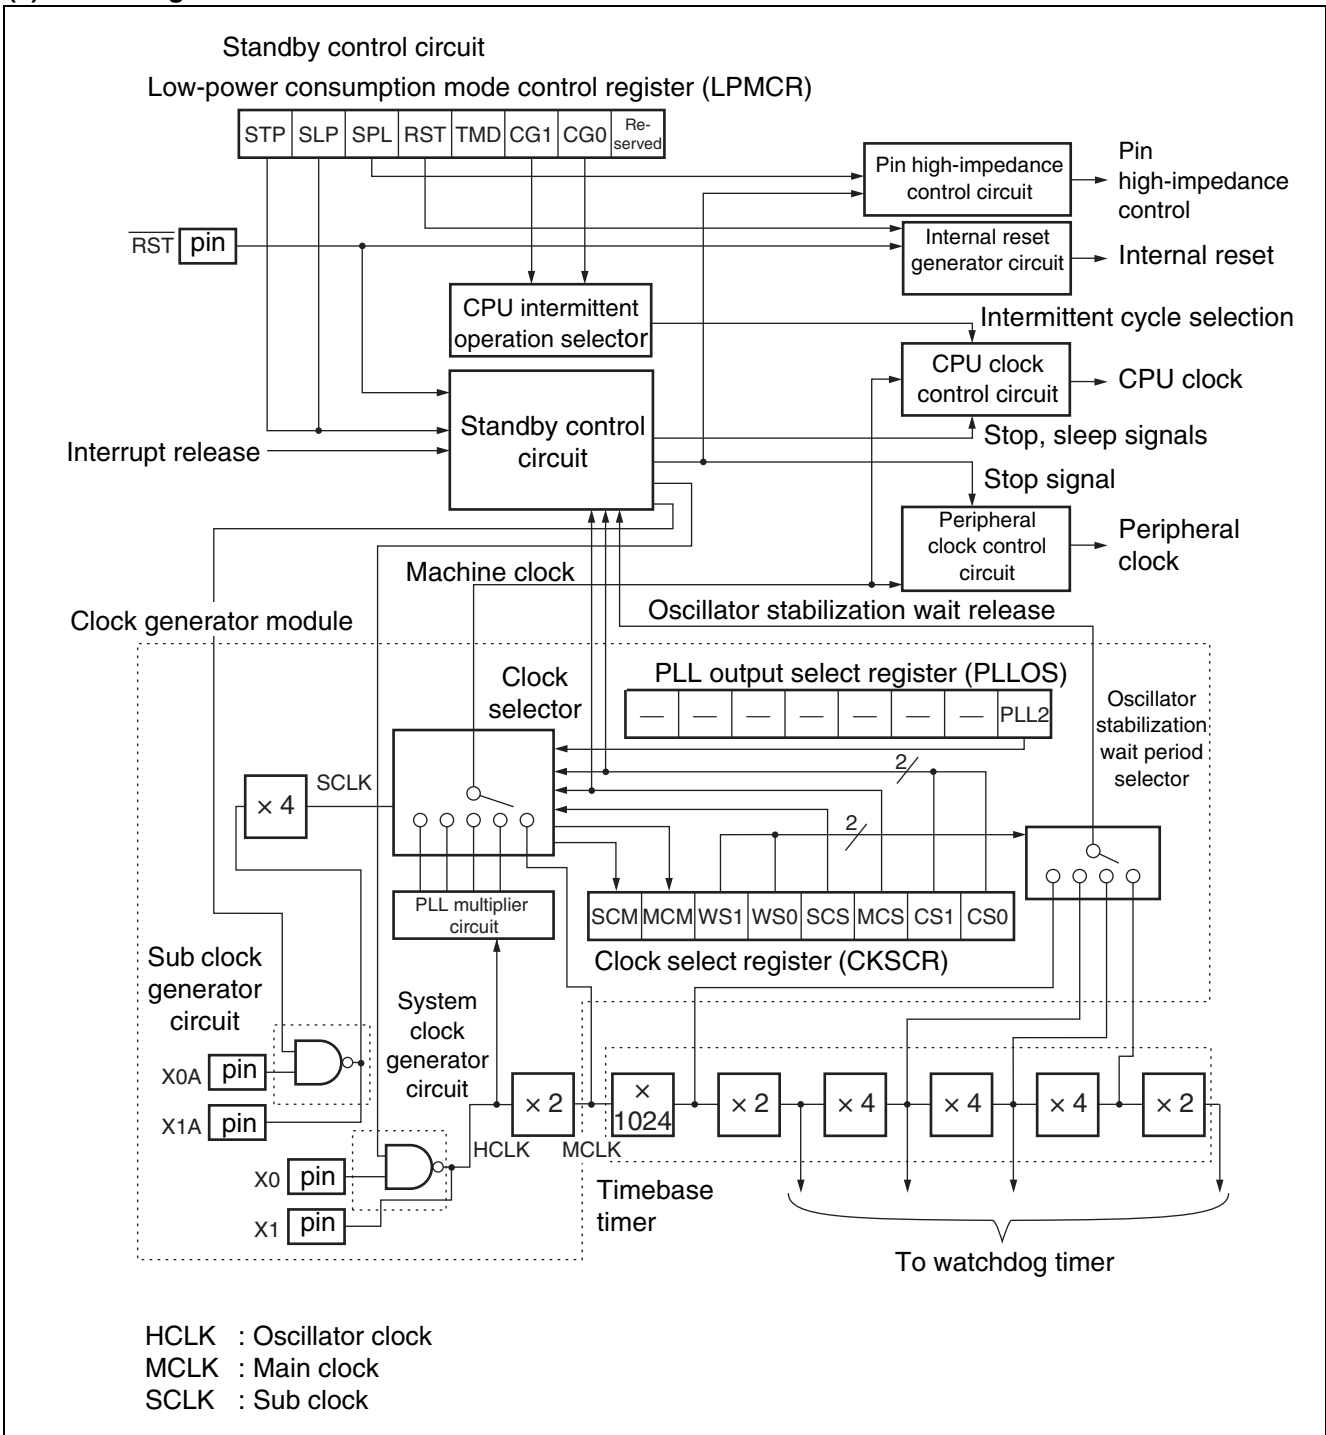 Standby control circuit
Low-power consumption mode control register (LPMCR)
STP SLP SPL RST TMD CG1 CG0 Re-
served
Pin high-impedance
control circuit
Pin
high-impedance
control
RST pin
Internal reset
generator circuit
Internal reset
CPU intermittent
operation selector
Intermittent cycle selection
CPU clock
control circuit
CPU clock
Standby control
circuit
Stop, sleep signals
Interrupt release
Stop signal
Peripheral
clock control
circuit
Peripheral
clock
Machine clock
Oscillator stabilization wait release
Clock generator module
Clock
selector
PLL output select register (PLLOS)
— — — — — — — PLL2
Oscillator
stabilization
wait period
selector
× 4
SCLK
2
2
PLL multiplier
circuit
SCM MCM WS1 WS0 SCS MCS CS1 CS0
Clock select register (CKSCR)
Sub clock
generator
circuit
System
clock
generator
circuit
X0A pin
X1A pin
× 2
×
1024
× 2
× 4
× 4
× 4
× 2
HCLK
MCLK
X0 pin
X1 pin
Timebase
timer
To watchdog timer
HCLK : Oscillator clock
MCLK : Main clock
SCLK : Sub clock